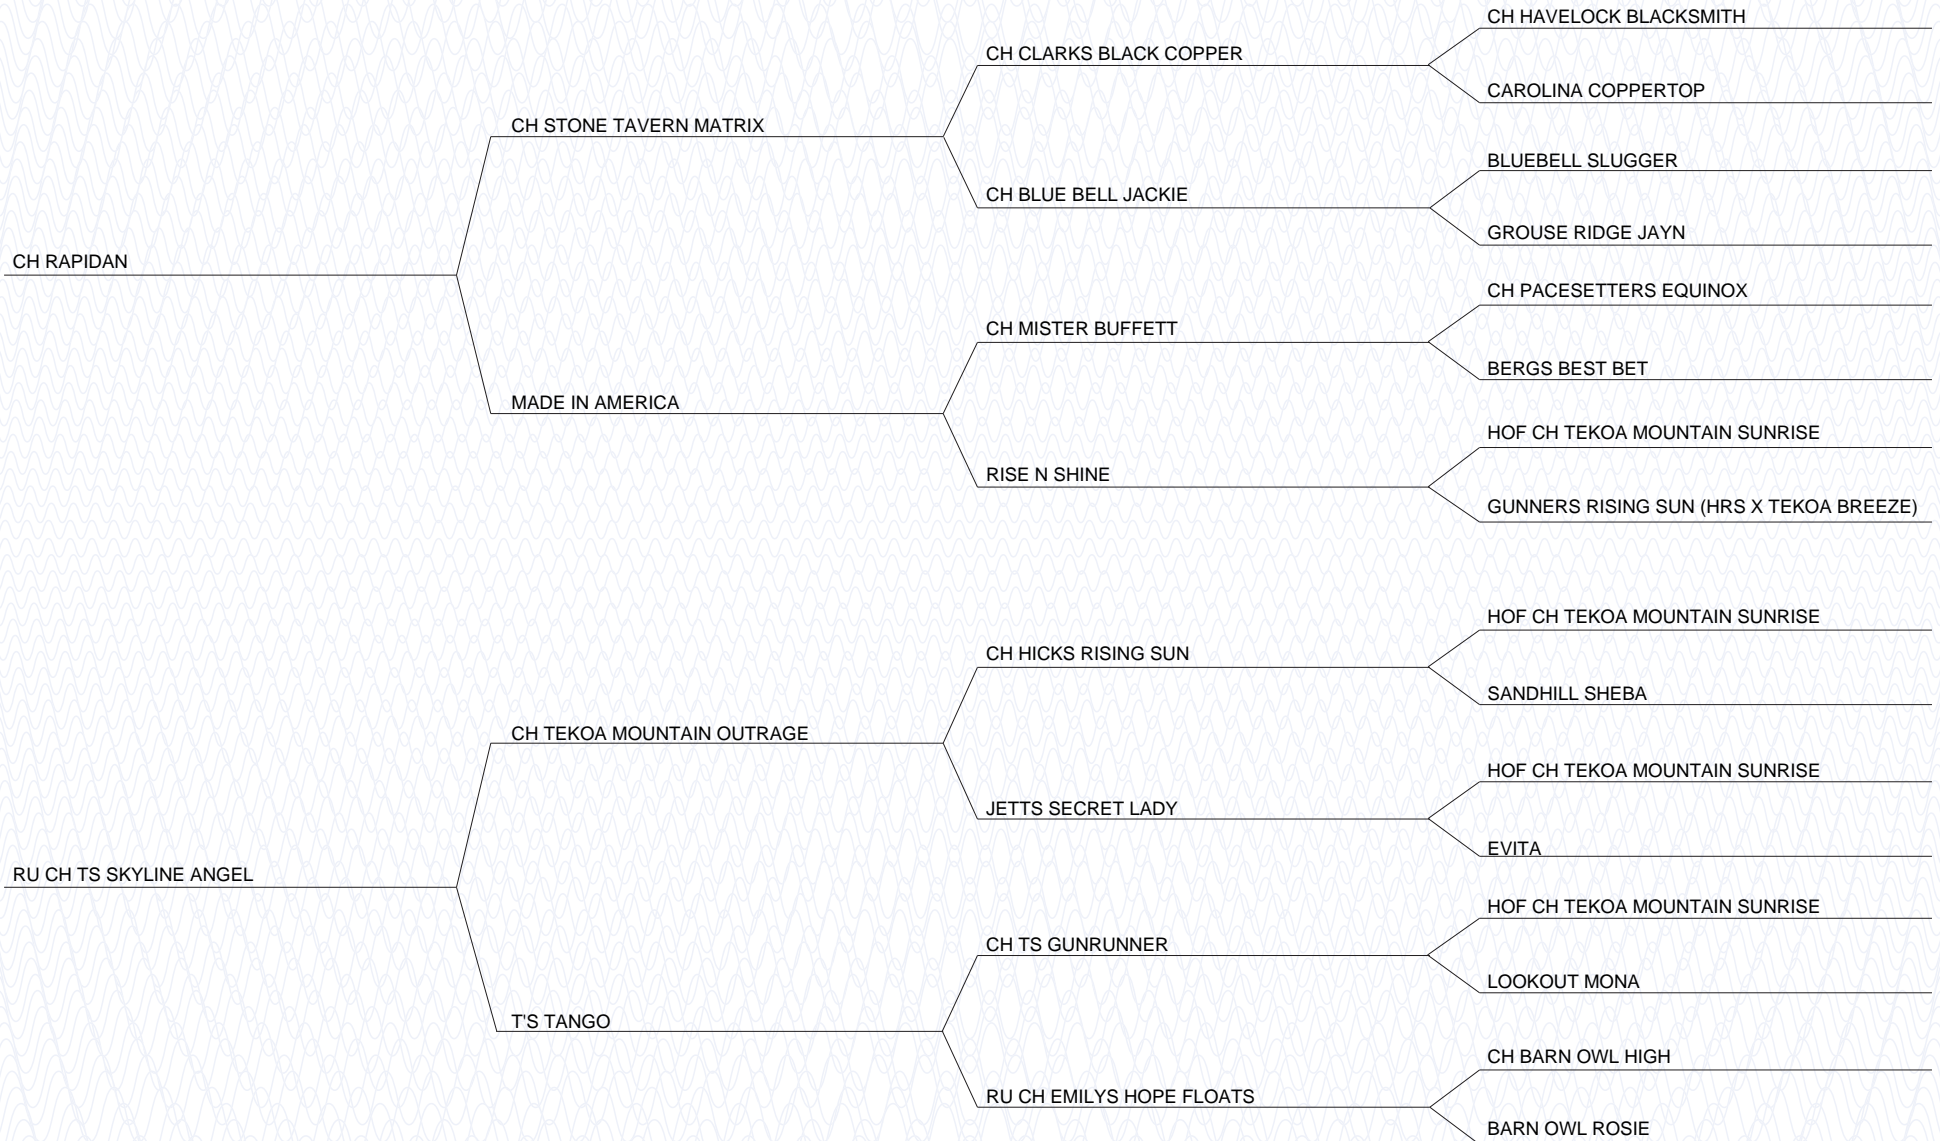 CH HAVELOCK BLACKSMITH
CH CLARKS BLACK COPPER
CAROLINA COPPERTOP
CH STONE TAVERN MATRIX
BLUEBELL SLUGGER
CH BLUE BELL JACKIE
GROUSE RIDGE JAYN
CH RAPIDAN
CH PACESETTERS EQUINOX
CH MISTER BUFFETT
BERGS BEST BET
MADE IN AMERICA
HOF CH TEKOA MOUNTAIN SUNRISE
RISE N SHINE
GUNNERS RISING SUN (HRS X TEKOA BREEZE)
HOF CH TEKOA MOUNTAIN SUNRISE
CH HICKS RISING SUN
SANDHILL SHEBA
CH TEKOA MOUNTAIN OUTRAGE
HOF CH TEKOA MOUNTAIN SUNRISE
JETTS SECRET LADY
EVITA
RU CH TS SKYLINE ANGEL
HOF CH TEKOA MOUNTAIN SUNRISE
CH TS GUNRUNNER
LOOKOUT MONA
T'S TANGO
CH BARN OWL HIGH
RU CH EMILYS HOPE FLOATS
BARN OWL ROSIE